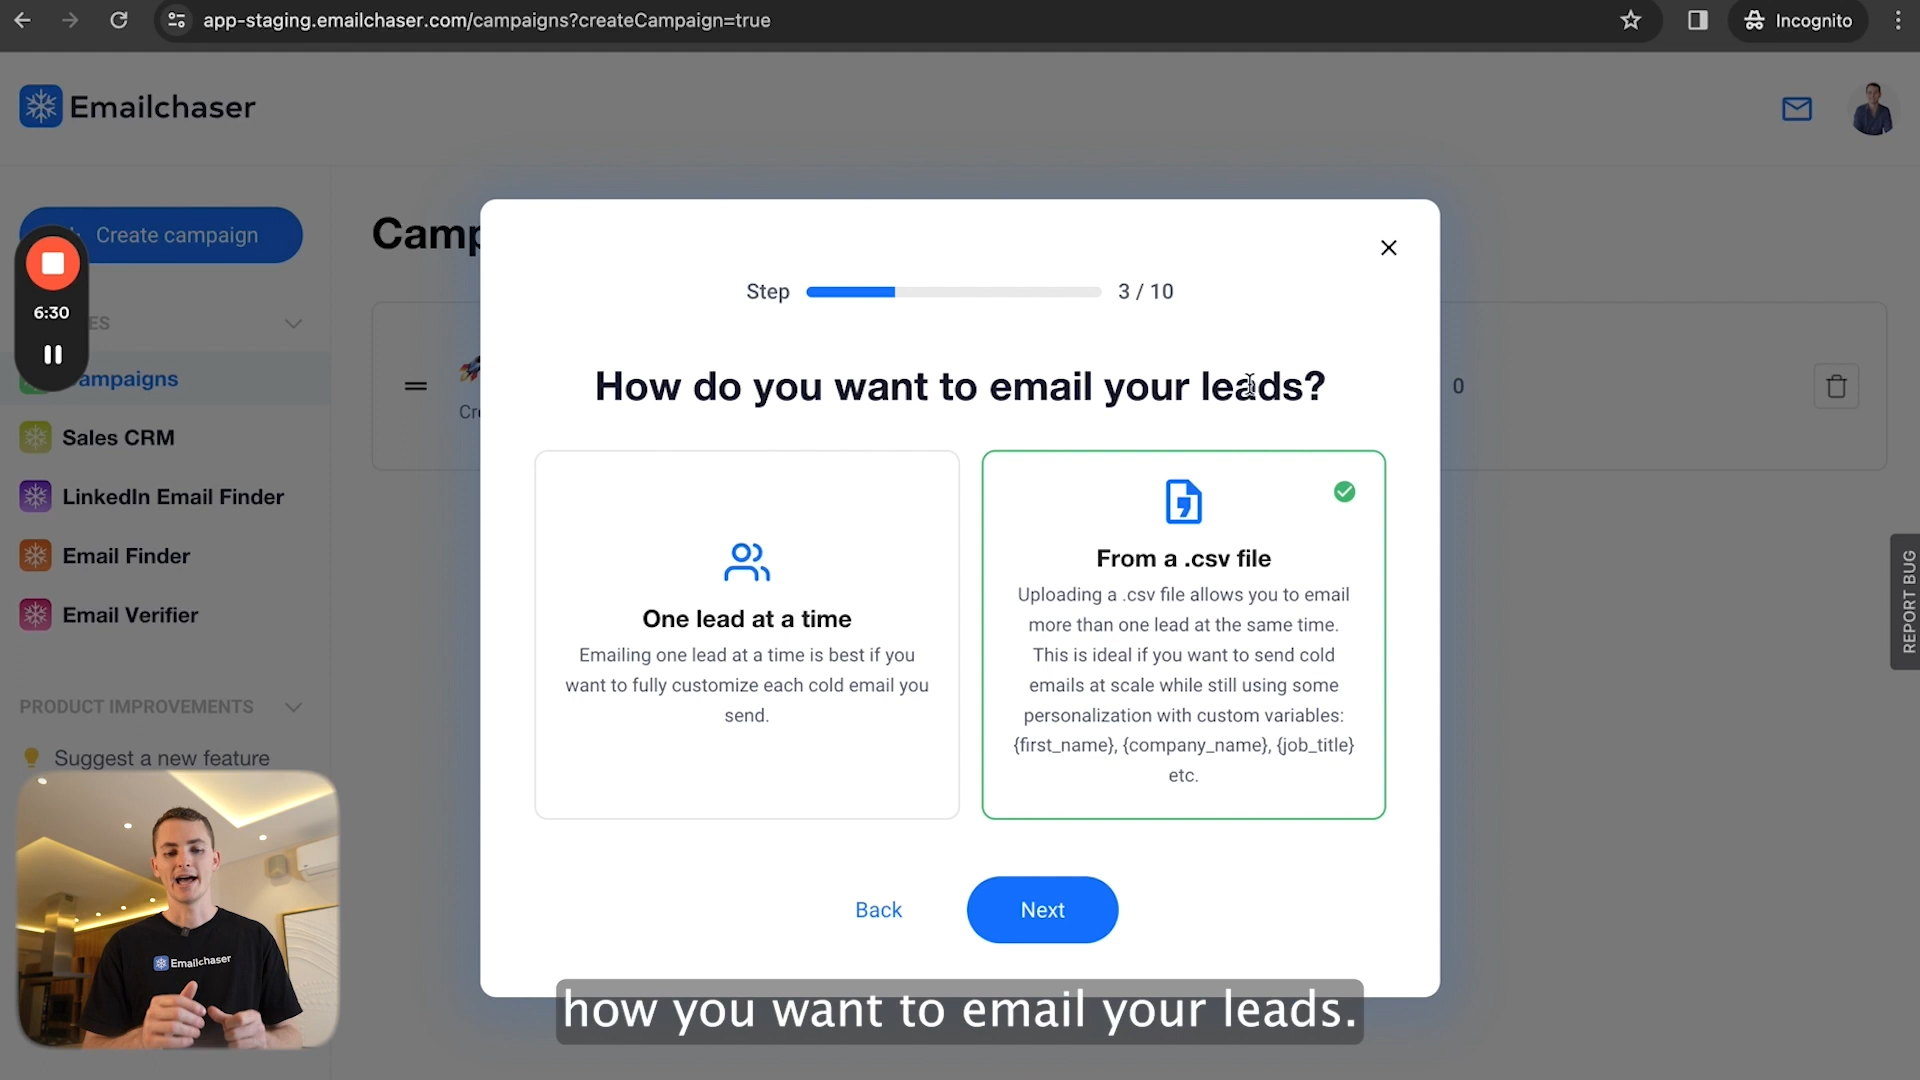 app-staging.emailchaser.com/campaigns?createCampaign=true
Incognito
Emailchaser
Create campaign
6:30
ES
ampaigns
Sales CRM
LinkedIn Email Finder
Email Finder
Email Verifier
PRODUCT IMPROVEMENTS
Suggest a new feature
Camp
Cre
0
REPORT BUG
Step 3 / 10
How do you want to email your leads?
One lead at a time
Emailing one lead at a time is best if you
want to fully customize each cold email you
send.
From a .csv file
Uploading a .csv file allows you to email
more than one lead at the same time.
This is ideal if you want to send cold
emails at scale while still using some
personalization with custom variables:
{first_name}, {company_name}, {job_title}
etc.
Back
Next
Emailchaser
how you want to email your leads.